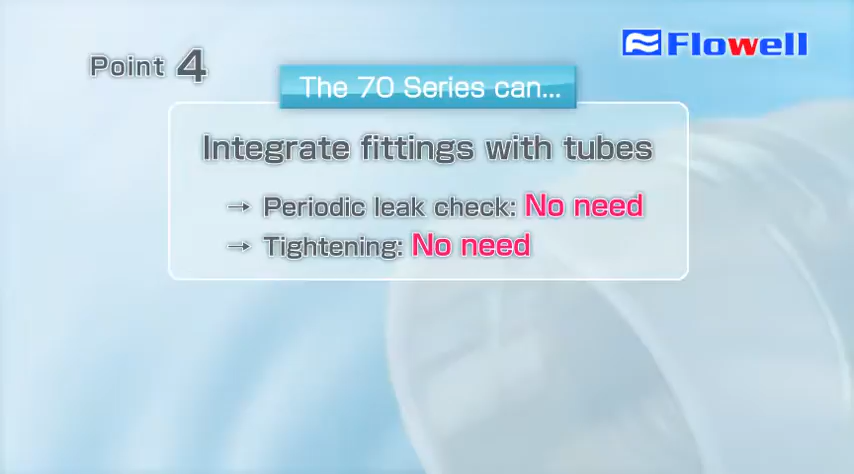 Point 4
Flowell
The 70 Series can...
Integrate fittings with tubes
→ Periodic leak check: No need
→ Tightening: No need